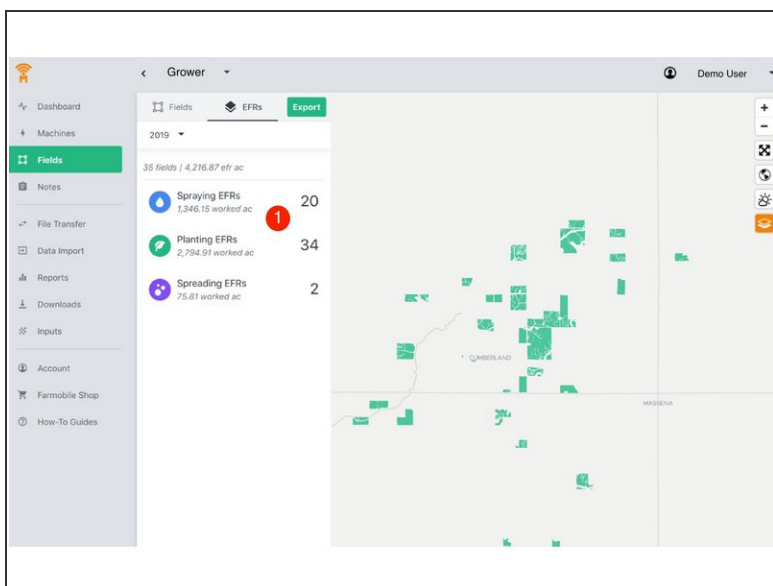 Grower
Demo User
Dashboard
Machines
Fields
Notes
File Transfer
Data Import
Reports
Downloads
Inputs
Account
Farmobile Shop
How-To Guides
Fields
EFRs
Export
2019
35 fields | 4,216.87 efr ac
Spraying EFRs
1,346.15 worked ac
20
1
Planting EFRs
2,794.91 worked ac
34
Spreading EFRs
75.81 worked ac
2
CUMBERLAND
MASSENA